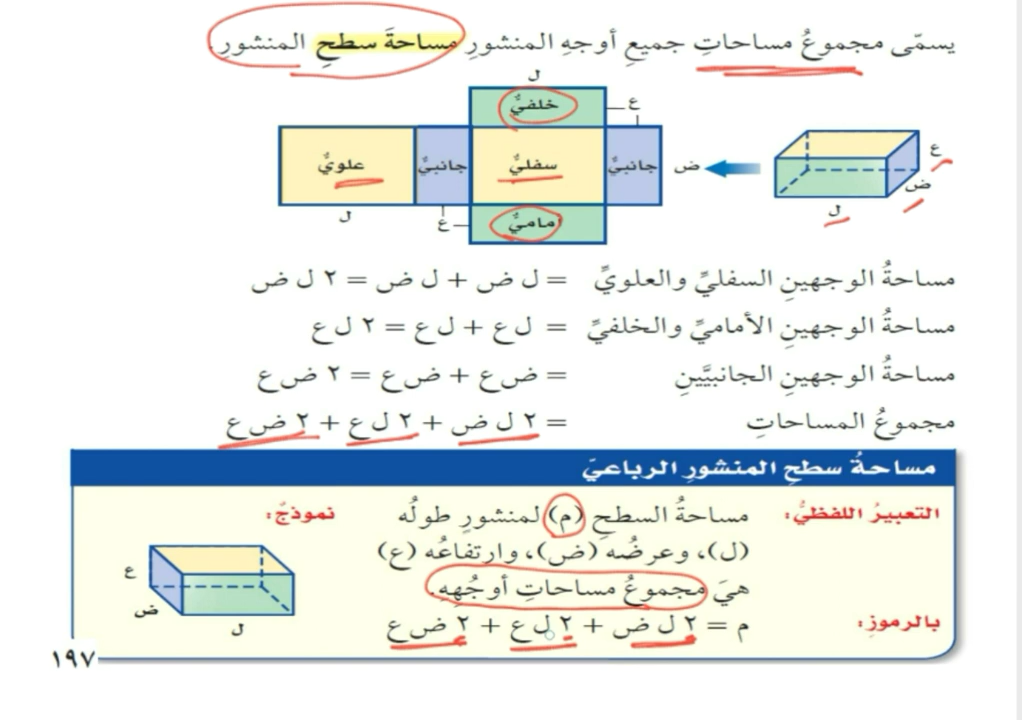 يسمّى مجموعُ مساحاتِ جميعِ أوجهِ المنشورِ مساحةَ سطحِ المنشورِ.
ل
خلفيٌّ
ع
علويٌّ
جانبيٌّ
سفليٌّ
جانبيٌّ
ض
ع
ض
ل
ل
ع
أماميٌّ
مساحةُ الوجهينِ السفليِّ والعلويِّ = ل ض + ل ض = ٢ ل ض
مساحةُ الوجهينِ الأماميِّ والخلفيِّ = ل ع + ل ع = ٢ ل ع
مساحةُ الوجهينِ الجانبيَّينِ = ض ع + ض ع = ٢ ض ع
مجموعُ المساحاتِ = ٢ ل ض + ٢ ل ع + ٢ ض ع
مساحةُ سطحِ المنشورِ الرباعيّ
التعبيرُ اللفظيُّ: مساحةُ السطحِ (م) لمنشورٍ طولُه نموذجٌ:
(ل)، وعرضُه (ض)، وارتفاعُه (ع)
هيَ مجموعُ مساحاتِ أوجُهِهِ.
بالرموزِ: م = ٢ ل ض + ٢ ل ع + ٢ ض ع
ع
ض
ل
١٩٧